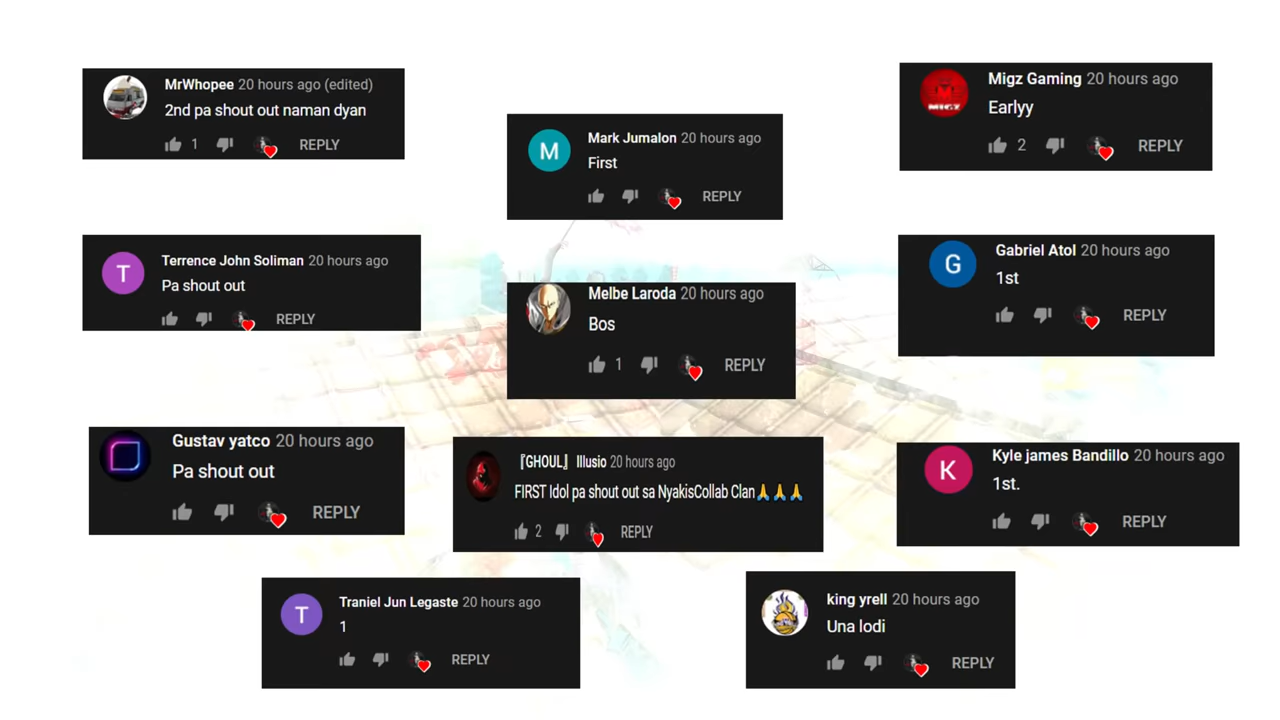 MrWhopee 20 hours ago (edited)
2nd pa shout out naman dyan
1 REPLY
Mark Jumalon 20 hours ago
First
REPLY
Migz Gaming 20 hours ago
Earlyy
2 REPLY
MIGZ
Terrence John Soliman 20 hours ago
Pa shout out
REPLY
T
M
Melbe Laroda 20 hours ago
Bos
1 REPLY
G
Gabriel Atol 20 hours ago
1st
REPLY
Gustav yatco 20 hours ago
Pa shout out
REPLY
『GHOUL』 Illusio 20 hours ago
FIRST Idol pa shout out sa NyakisCollab Clan🙏🙏🙏
2 REPLY
K
Kyle james Bandillo 20 hours ago
1st.
REPLY
T
Traniel Jun Legaste 20 hours ago
1
REPLY
king yrell 20 hours ago
Una lodi
REPLY